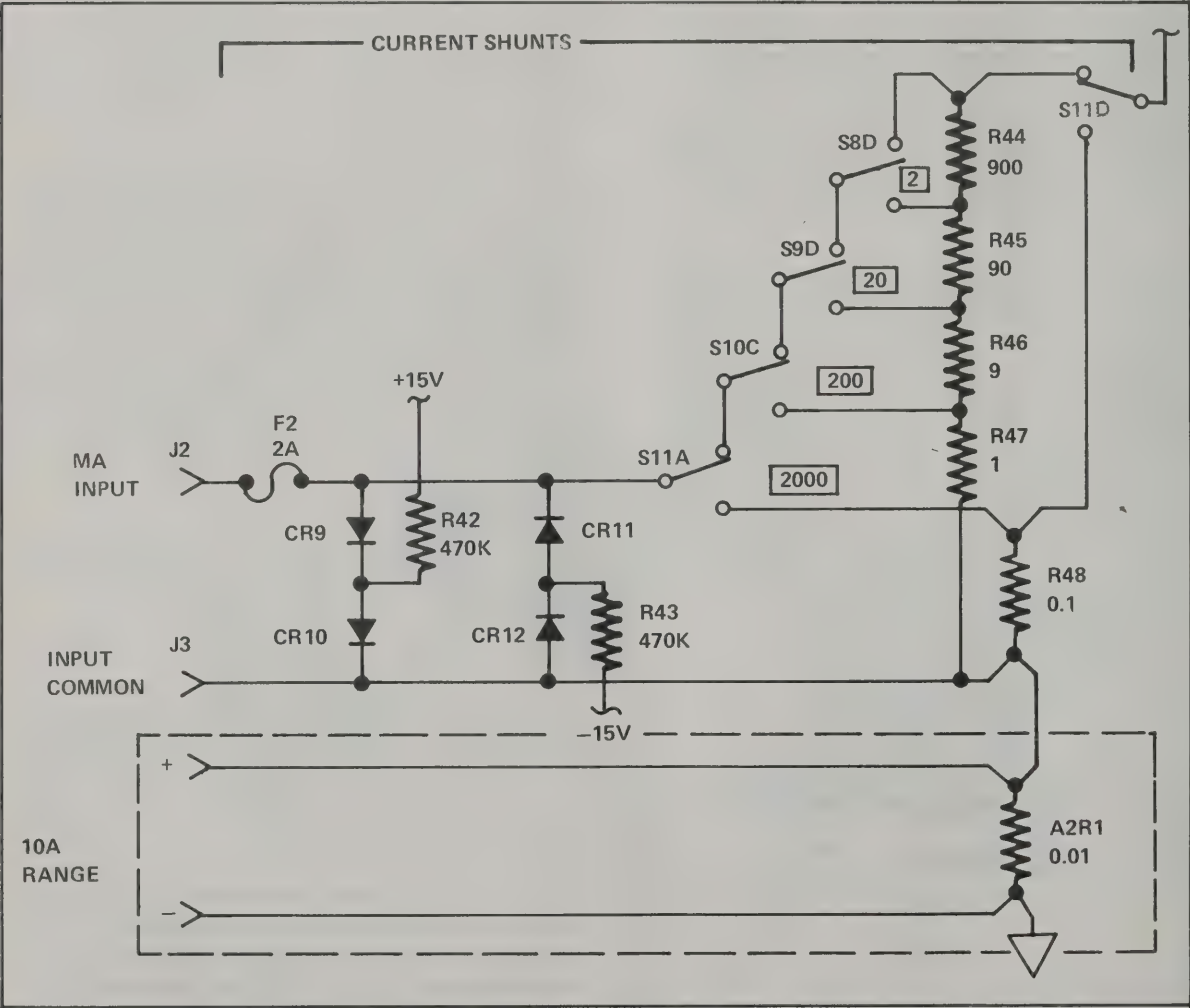 CURRENT SHUNTS
S11D
S8D
R44
900
2
S9D
R45
90
20
S10C
R46
9
+15V
200
F2
2A
J2
MA
INPUT
S11A
R47
1
2000
CR9
R42
470K
CR11
R48
0.1
CR10
CR12
R43
470K
J3
INPUT
COMMON
–15V
+
10A
RANGE
A2R1
0.01
–